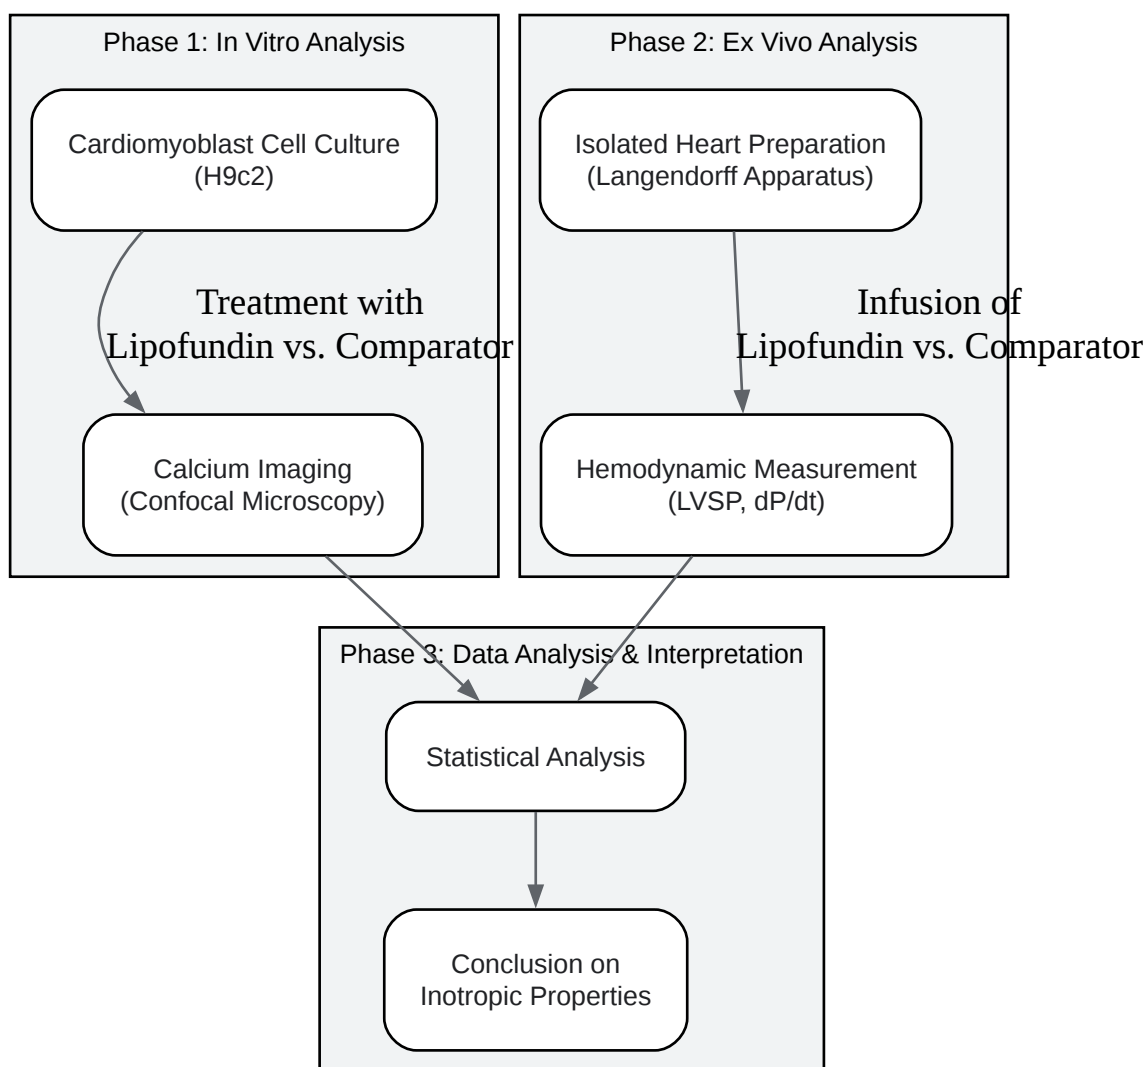 Phase 1: In Vitro Analysis
Cardiomyoblast Cell Culture
(H9c2)
Treatment with
Lipofundin vs. Comparator
Calcium Imaging
(Confocal Microscopy)
Phase 2: Ex Vivo Analysis
Isolated Heart Preparation
(Langendorff Apparatus)
Infusion of
Lipofundin vs. Comparator
Hemodynamic Measurement
(LVSP, dP/dt)
Phase 3: Data Analysis & Interpretation
Statistical Analysis
Conclusion on
Inotropic Properties